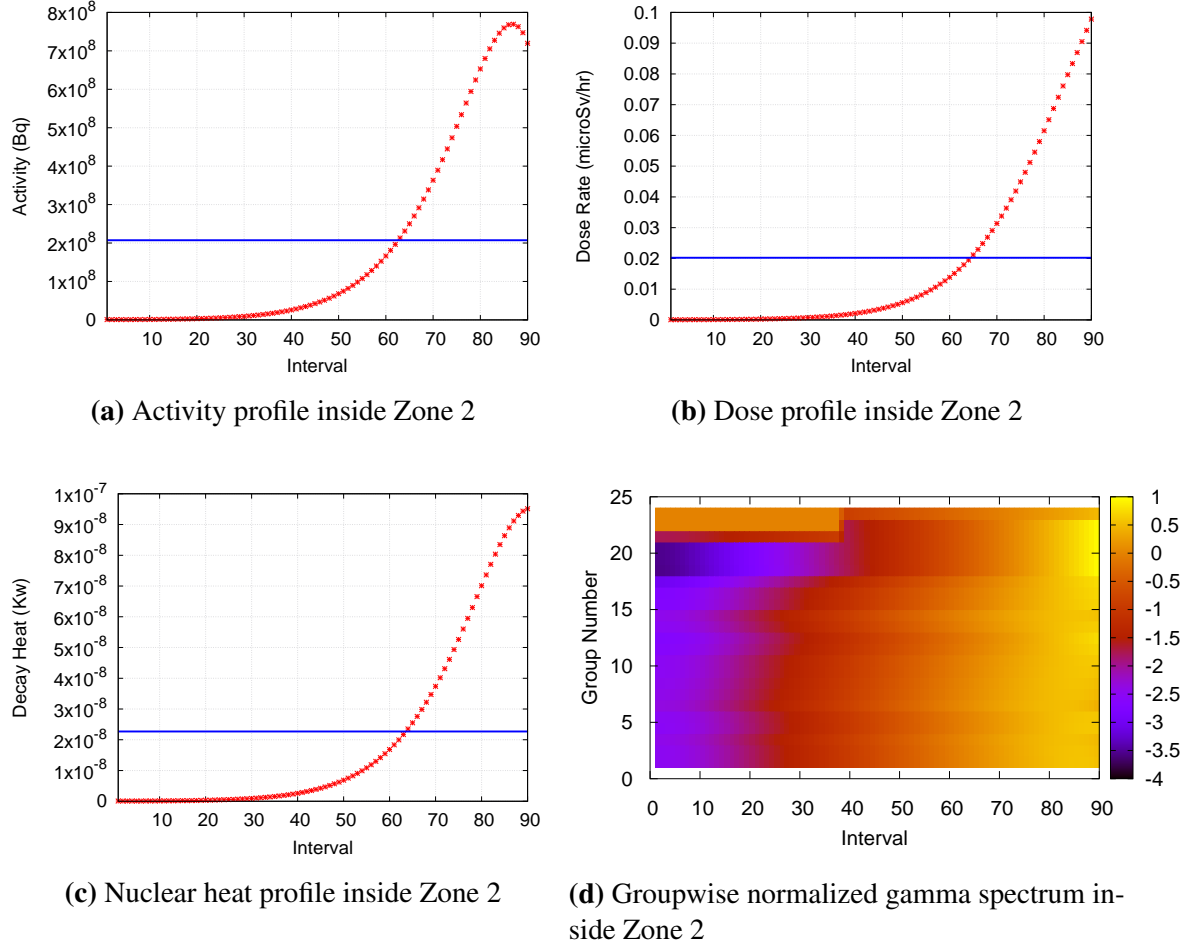 8x10^8
7x10^8
6x10^8
5x10^8
4x10^8
3x10^8
2x10^8
1x10^8
0
10 20 30 40 50 60 70 80 90
Activity (Bq)
Interval
(a) Activity profile inside Zone 2
0.1
0.09
0.08
0.07
0.06
0.05
0.04
0.03
0.02
0.01
0
10 20 30 40 50 60 70 80 90
Dose Rate (microSv/hr)
Interval
(b) Dose profile inside Zone 2
1x10^-7
9x10^-8
8x10^-8
7x10^-8
6x10^-8
5x10^-8
4x10^-8
3x10^-8
2x10^-8
1x10^-8
0
10 20 30 40 50 60 70 80 90
Decay Heat (Kw)
Interval
(c) Nuclear heat profile inside Zone 2
25
20
15
10
5
0
0 10 20 30 40 50 60 70 80 90
Group Number
Interval
1
0.5
0
-0.5
-1
-1.5
-2
-2.5
-3
-3.5
-4
(d) Groupwise normalized gamma spectrum in-
side Zone 2